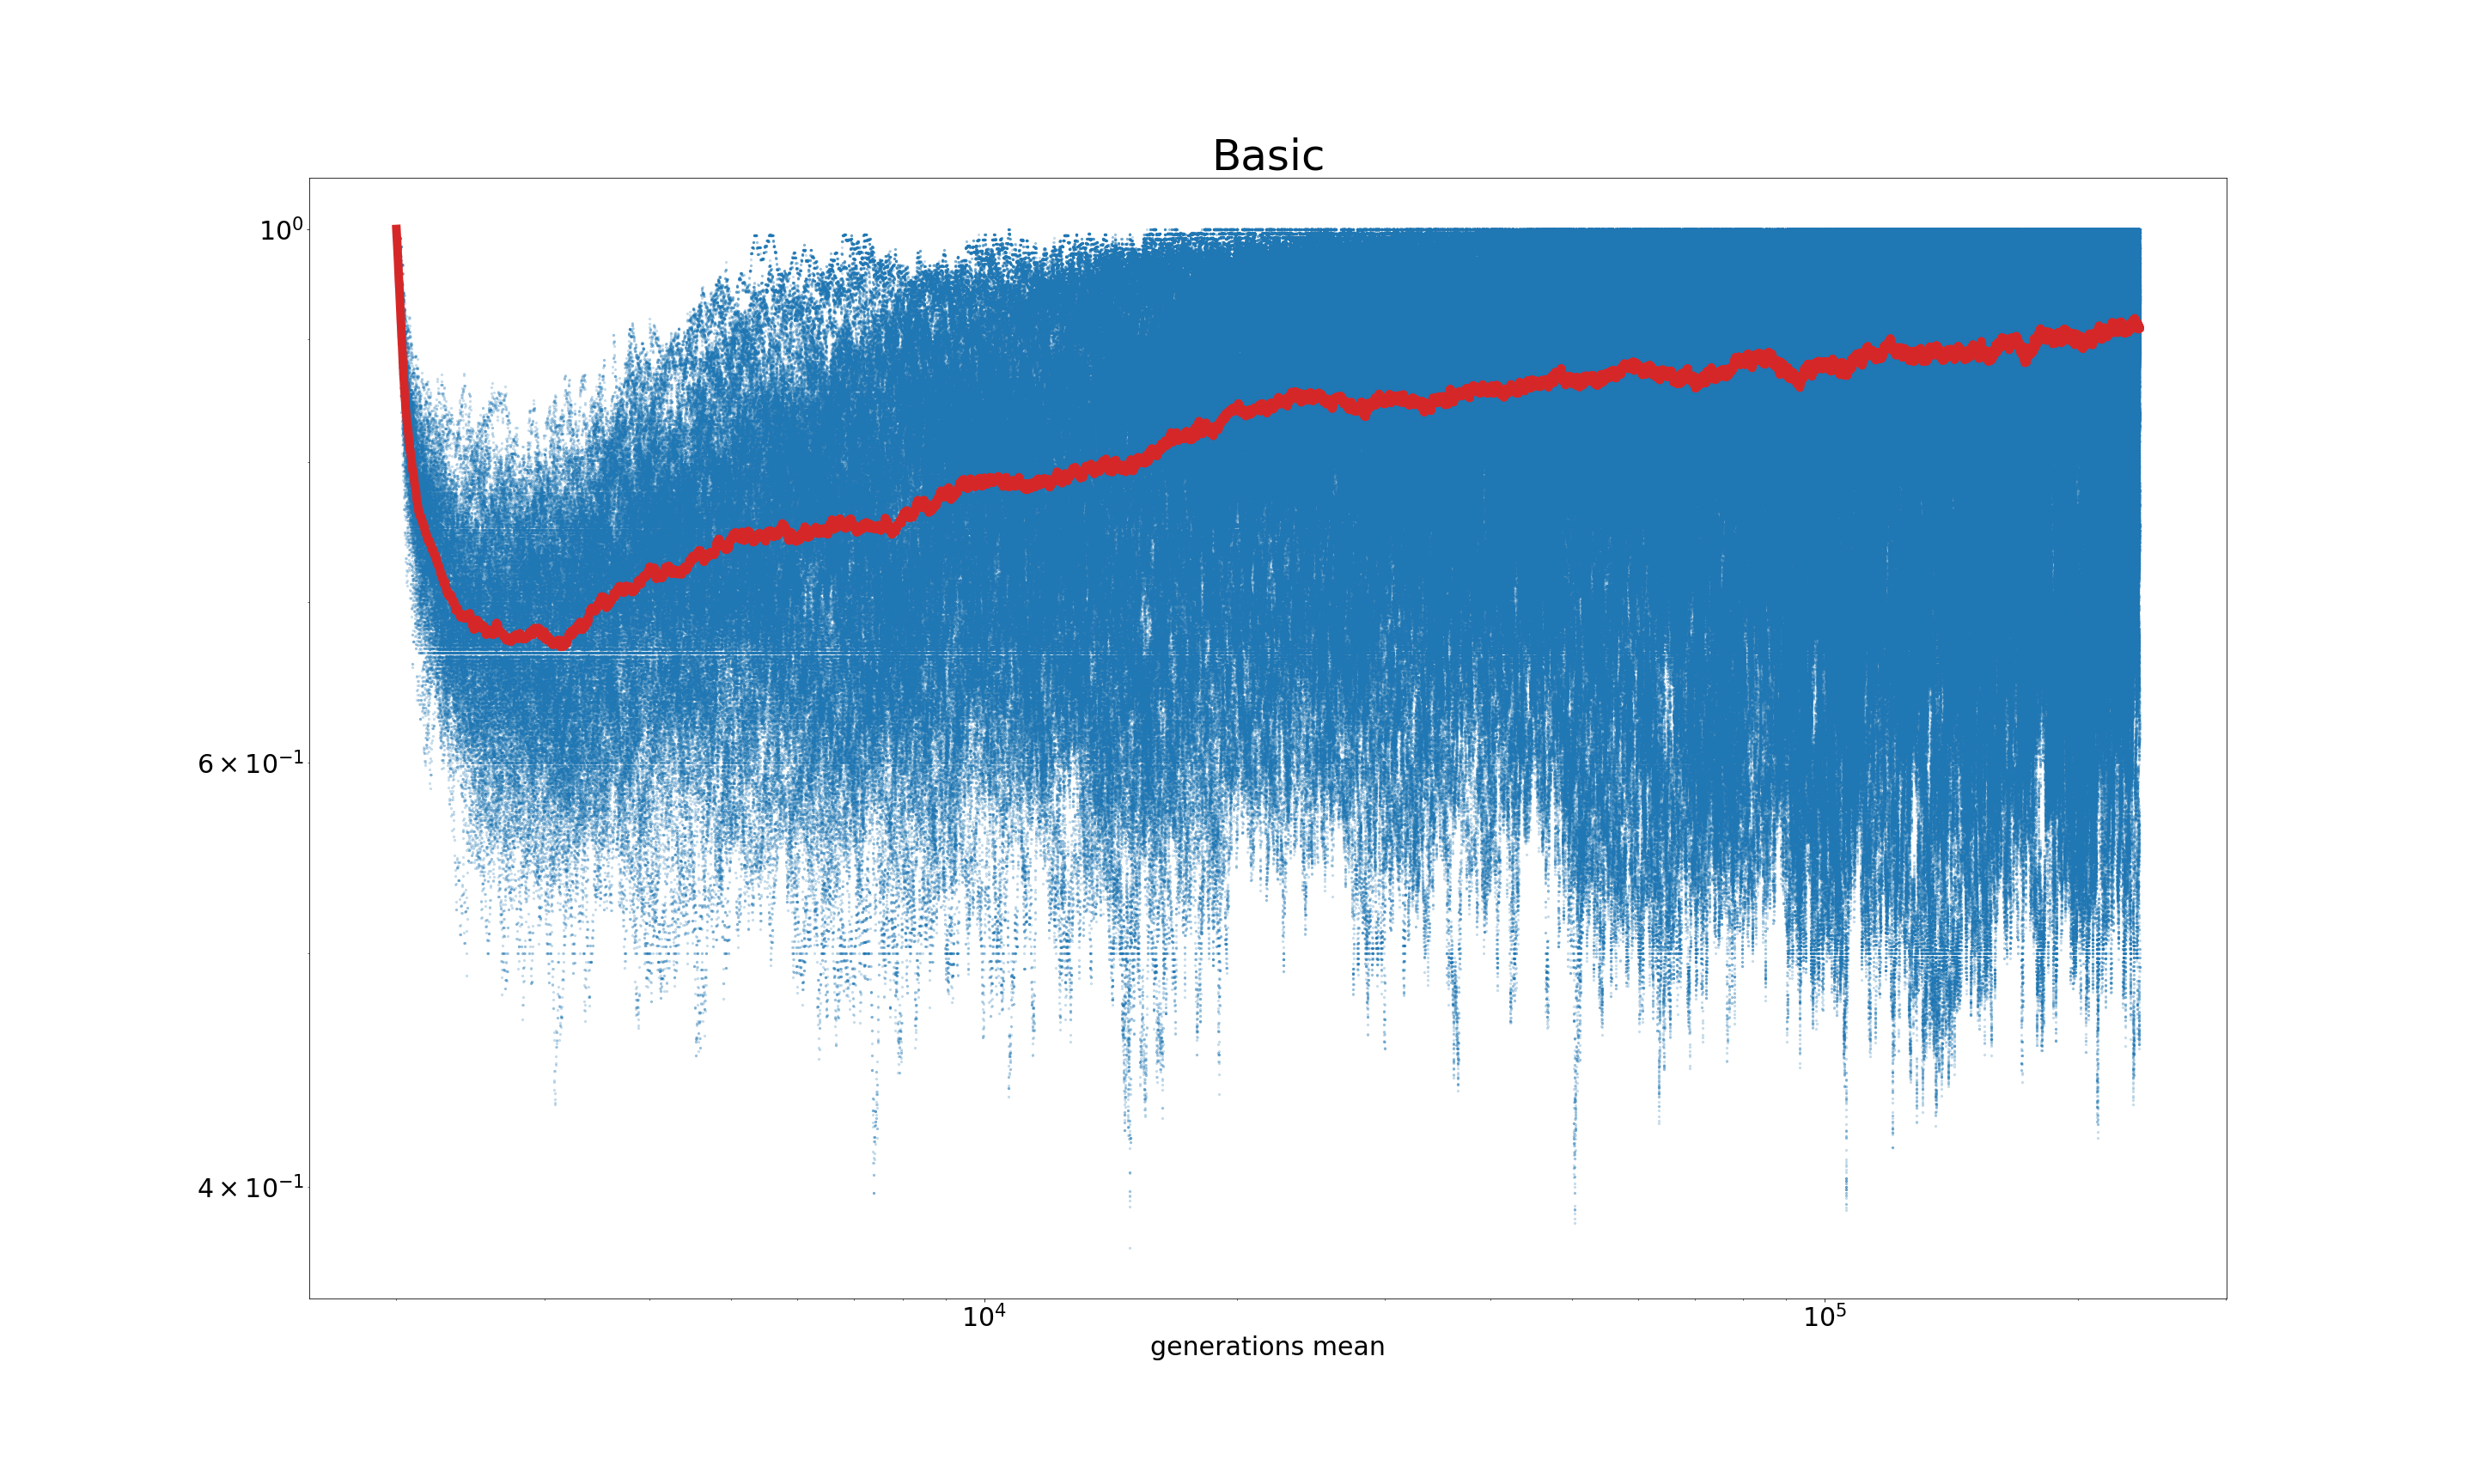 Basic
10⁰
6 × 10⁻¹
4 × 10⁻¹
10⁴ 10⁵
generations mean